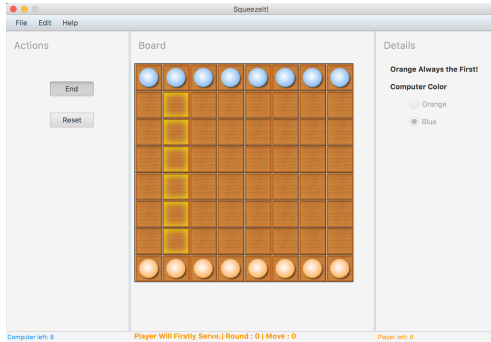 SqueezeIt!
File Edit Help
Actions
Board
Details
End
Reset
Orange Always the First!
Computer Color
Orange
Blue
Computer left: 8
Player Will Firstly Serve.| Round : 0 | Move : 0
Player left: 8